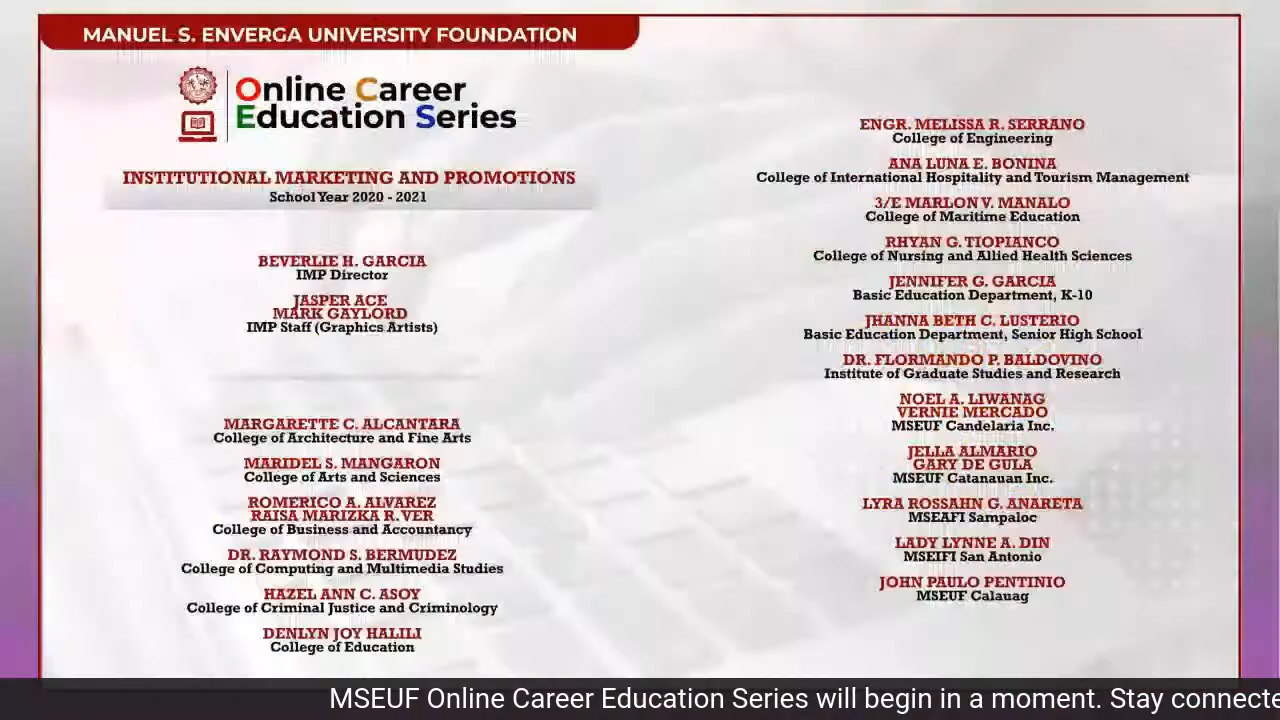 MANUEL S. ENVERGA UNIVERSITY FOUNDATION
Online Career
Education Series
INSTITUTIONAL MARKETING AND PROMOTIONS
School Year 2020 - 2021
BEVERLIE H. GARCIA
IMP Director
JASPER ACE
MARK GAYLORD
IMP Staff (Graphics Artists)
MARGARETTE C. ALCANTARA
College of Architecture and Fine Arts
MARIDEL S. MANGARON
College of Arts and Sciences
ROMERICO A. ALVAREZ
RAISA MARIZKA R. VER
College of Business and Accountancy
DR. RAYMOND S. BERMUDEZ
College of Computing and Multimedia Studies
HAZEL ANN C. ASOY
College of Criminal Justice and Criminology
DENLYN JOY HALILI
College of Education
ENGR. MELISSA R. SERRANO
College of Engineering
ANA LUNA E. BONINA
College of International Hospitality and Tourism Management
3/E MARLON V. MANALO
College of Maritime Education
RHYAN G. TIOPIANCO
College of Nursing and Allied Health Sciences
JENNIFER G. GARCIA
Basic Education Department, K-10
JHANNA BETH C. LUSTERIO
Basic Education Department, Senior High School
DR. FLORMANDO P. BALDOVINO
Institute of Graduate Studies and Research
NOEL A. LIWANAG
VERNIE MERCADO
MSEUF Candelaria Inc.
JELLA ALMARIO
GARY DE GULA
MSEUF Catanauan Inc.
LYRA ROSSAHN G. ANARETA
MSEAFI Sampaloc
LADY LYNNE A. DIN
MSEIFI San Antonio
JOHN PAULO PENTINIO
MSEUF Calauag
MSEUF Online Career Education Series will begin in a moment. Stay connecte